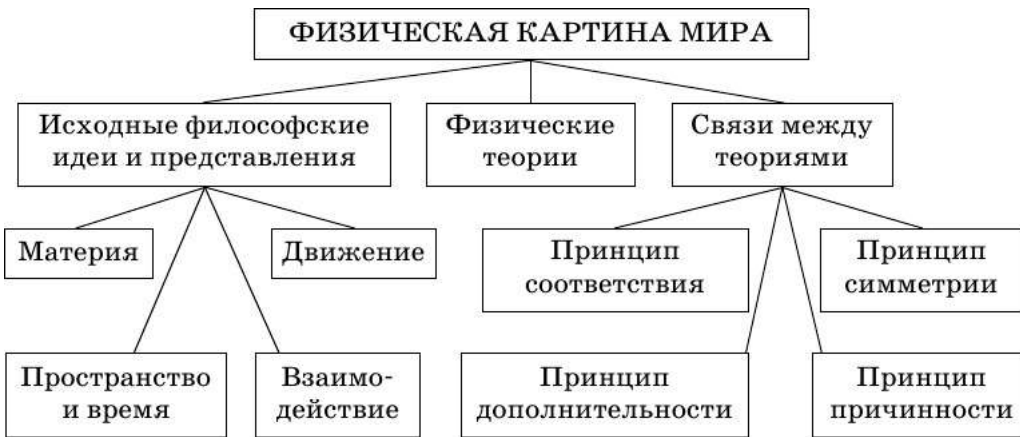 ФИЗИЧЕСКАЯ КАРТИНА МИРА
Исходные философские
идеи и представления
Физические
теории
Связи между
теориями
Материя
Движение
Принцип
соответствия
Принцип
симметрии
Пространство
и время
Взаимо-
действие
Принцип
дополнительности
Принцип
причинности